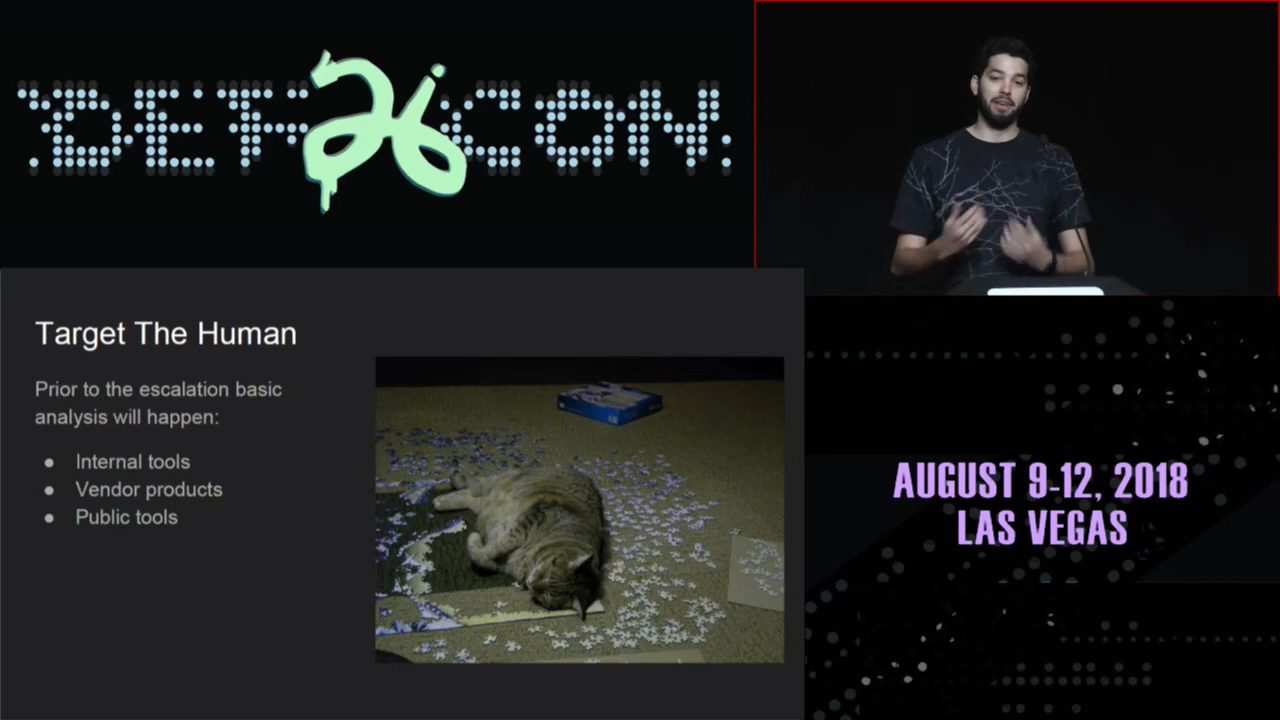 DEF 26 CON
Target The Human
Prior to the escalation basic
analysis will happen:
● Internal tools
● Vendor products
● Public tools
AUGUST 9-12, 2018
LAS VEGAS